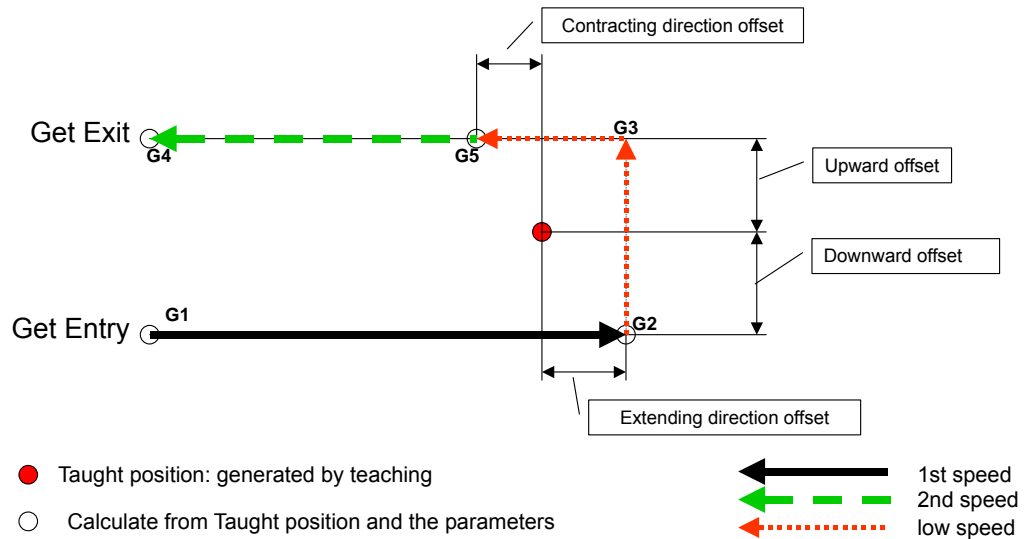 Contracting direction offset
Get Exit
G3
G4
G5
Upward offset
Downward offset
Get Entry
G1
G2
Extending direction offset
Taught position: generated by teaching
1st speed
2nd speed
Calculate from Taught position and the parameters
low speed